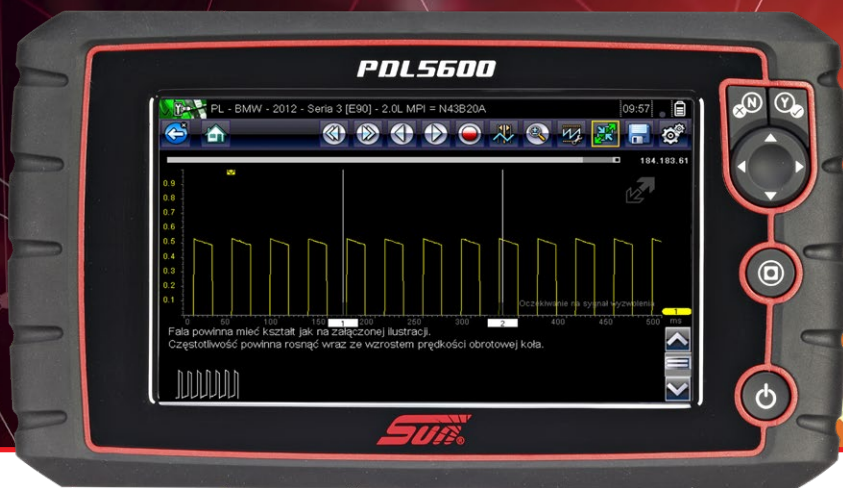 PDL5600
PL - BMW - 2012 - Seria 3 [E90] - 2.0L MPI = N43B20A
09:57
N
Y
184.183.61
0.9
0.8
0.7
0.6
0.5
0.4
0.3
0.2
0.1
Oczekiwanie na sygnał wyzwolenia
1
0 50 100 150 200 250 300 400 450 500 ms
1 2
Fala powinna mieć kształt jak na załączonej ilustracji.
Częstotliwość powinna rosnąć wraz ze wzrostem prędkości obrotowej koła.
Sun®